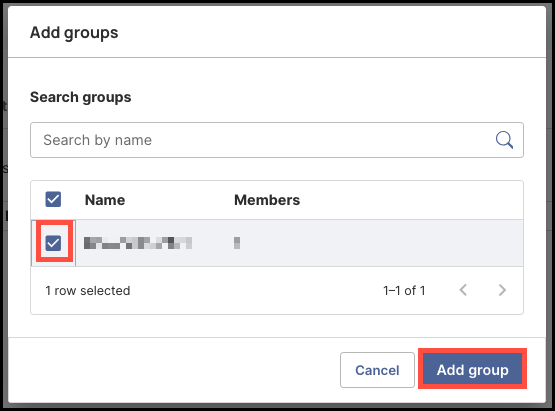 Add groups
Search groups
Search by name
Name Members
1 row selected 1–1 of 1
Cancel Add group